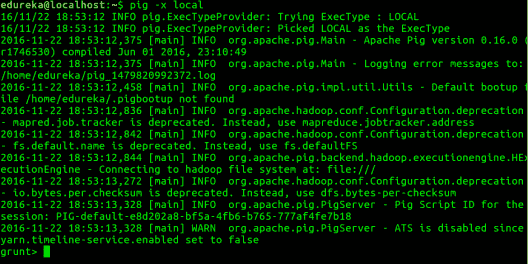 edureka@localhost:~$ pig -x local
16/11/22 18:53:12 INFO pig.ExecTypeProvider: Trying ExecType : LOCAL
16/11/22 18:53:12 INFO pig.ExecTypeProvider: Picked LOCAL as the ExecType
2016-11-22 18:53:12,375 [main] INFO  org.apache.pig.Main - Apache Pig version 0.16.0 (
r1746530) compiled Jun 01 2016, 23:10:49
2016-11-22 18:53:12,375 [main] INFO  org.apache.pig.Main - Logging error messages to:
/home/edureka/pig_1479820992372.log
2016-11-22 18:53:12,458 [main] INFO  org.apache.pig.impl.util.Utils - Default bootup f
ile /home/edureka/.pigbootup not found
2016-11-22 18:53:12,836 [main] INFO  org.apache.hadoop.conf.Configuration.deprecation
- mapred.job.tracker is deprecated. Instead, use mapreduce.jobtracker.address
2016-11-22 18:53:12,842 [main] INFO  org.apache.hadoop.conf.Configuration.deprecation
- fs.default.name is deprecated. Instead, use fs.defaultFS
2016-11-22 18:53:12,844 [main] INFO  org.apache.pig.backend.hadoop.executionengine.HEx
ecutionEngine - Connecting to hadoop file system at: file:///
2016-11-22 18:53:13,272 [main] INFO  org.apache.hadoop.conf.Configuration.deprecation
- io.bytes.per.checksum is deprecated. Instead, use dfs.bytes-per-checksum
2016-11-22 18:53:13,328 [main] INFO  org.apache.pig.PigServer - Pig Script ID for the
session: PIG-default-e8d202a8-bf5a-4fb6-b765-777af4fe7b18
2016-11-22 18:53:13,328 [main] WARN  org.apache.pig.PigServer - ATS is disabled since
yarn.timeline-service.enabled set to false
grunt>